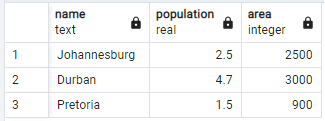 name population area
text real integer
1 Johannesburg 2.5 2500
2 Durban 4.7 3000
3 Pretoria 1.5 900